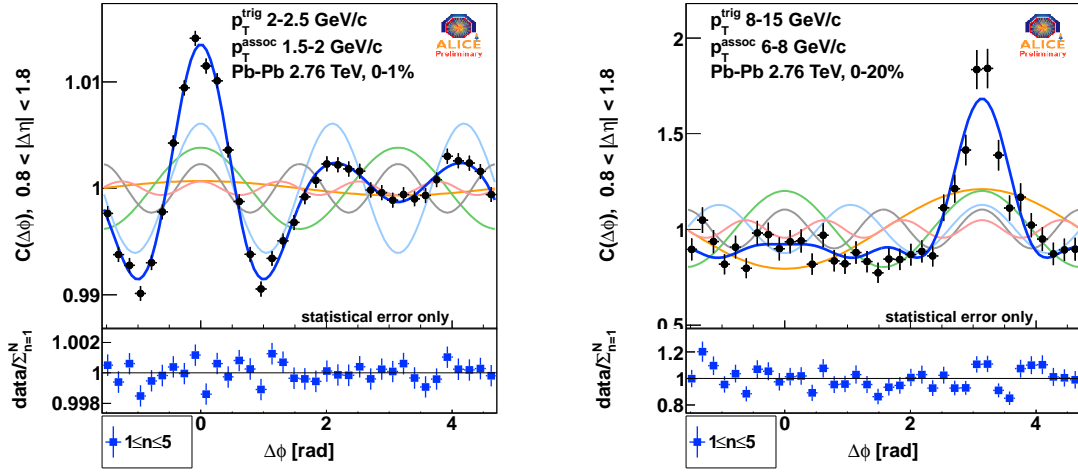 p_T^trig 2-2.5 GeV/c
p_T^assoc 1.5-2 GeV/c
Pb-Pb 2.76 TeV, 0-1%
ALICE
Preliminary
C(Δϕ), 0.8 < |Δη| < 1.8
1.01
1.005
1
0.995
0.99
statistical error only
data/Σ_{n=1}^N
1.002
1
0.998
0
2
4
1≤n≤5
Δϕ [rad]
p_T^trig 8-15 GeV/c
p_T^assoc 6-8 GeV/c
Pb-Pb 2.76 TeV, 0-20%
ALICE
Preliminary
C(Δϕ), 0.8 < |Δη| < 1.8
2
1.5
1
0.5
statistical error only
data/Σ_{n=1}^N
1.2
1
0.8
0
2
4
1≤n≤5
Δϕ [rad]